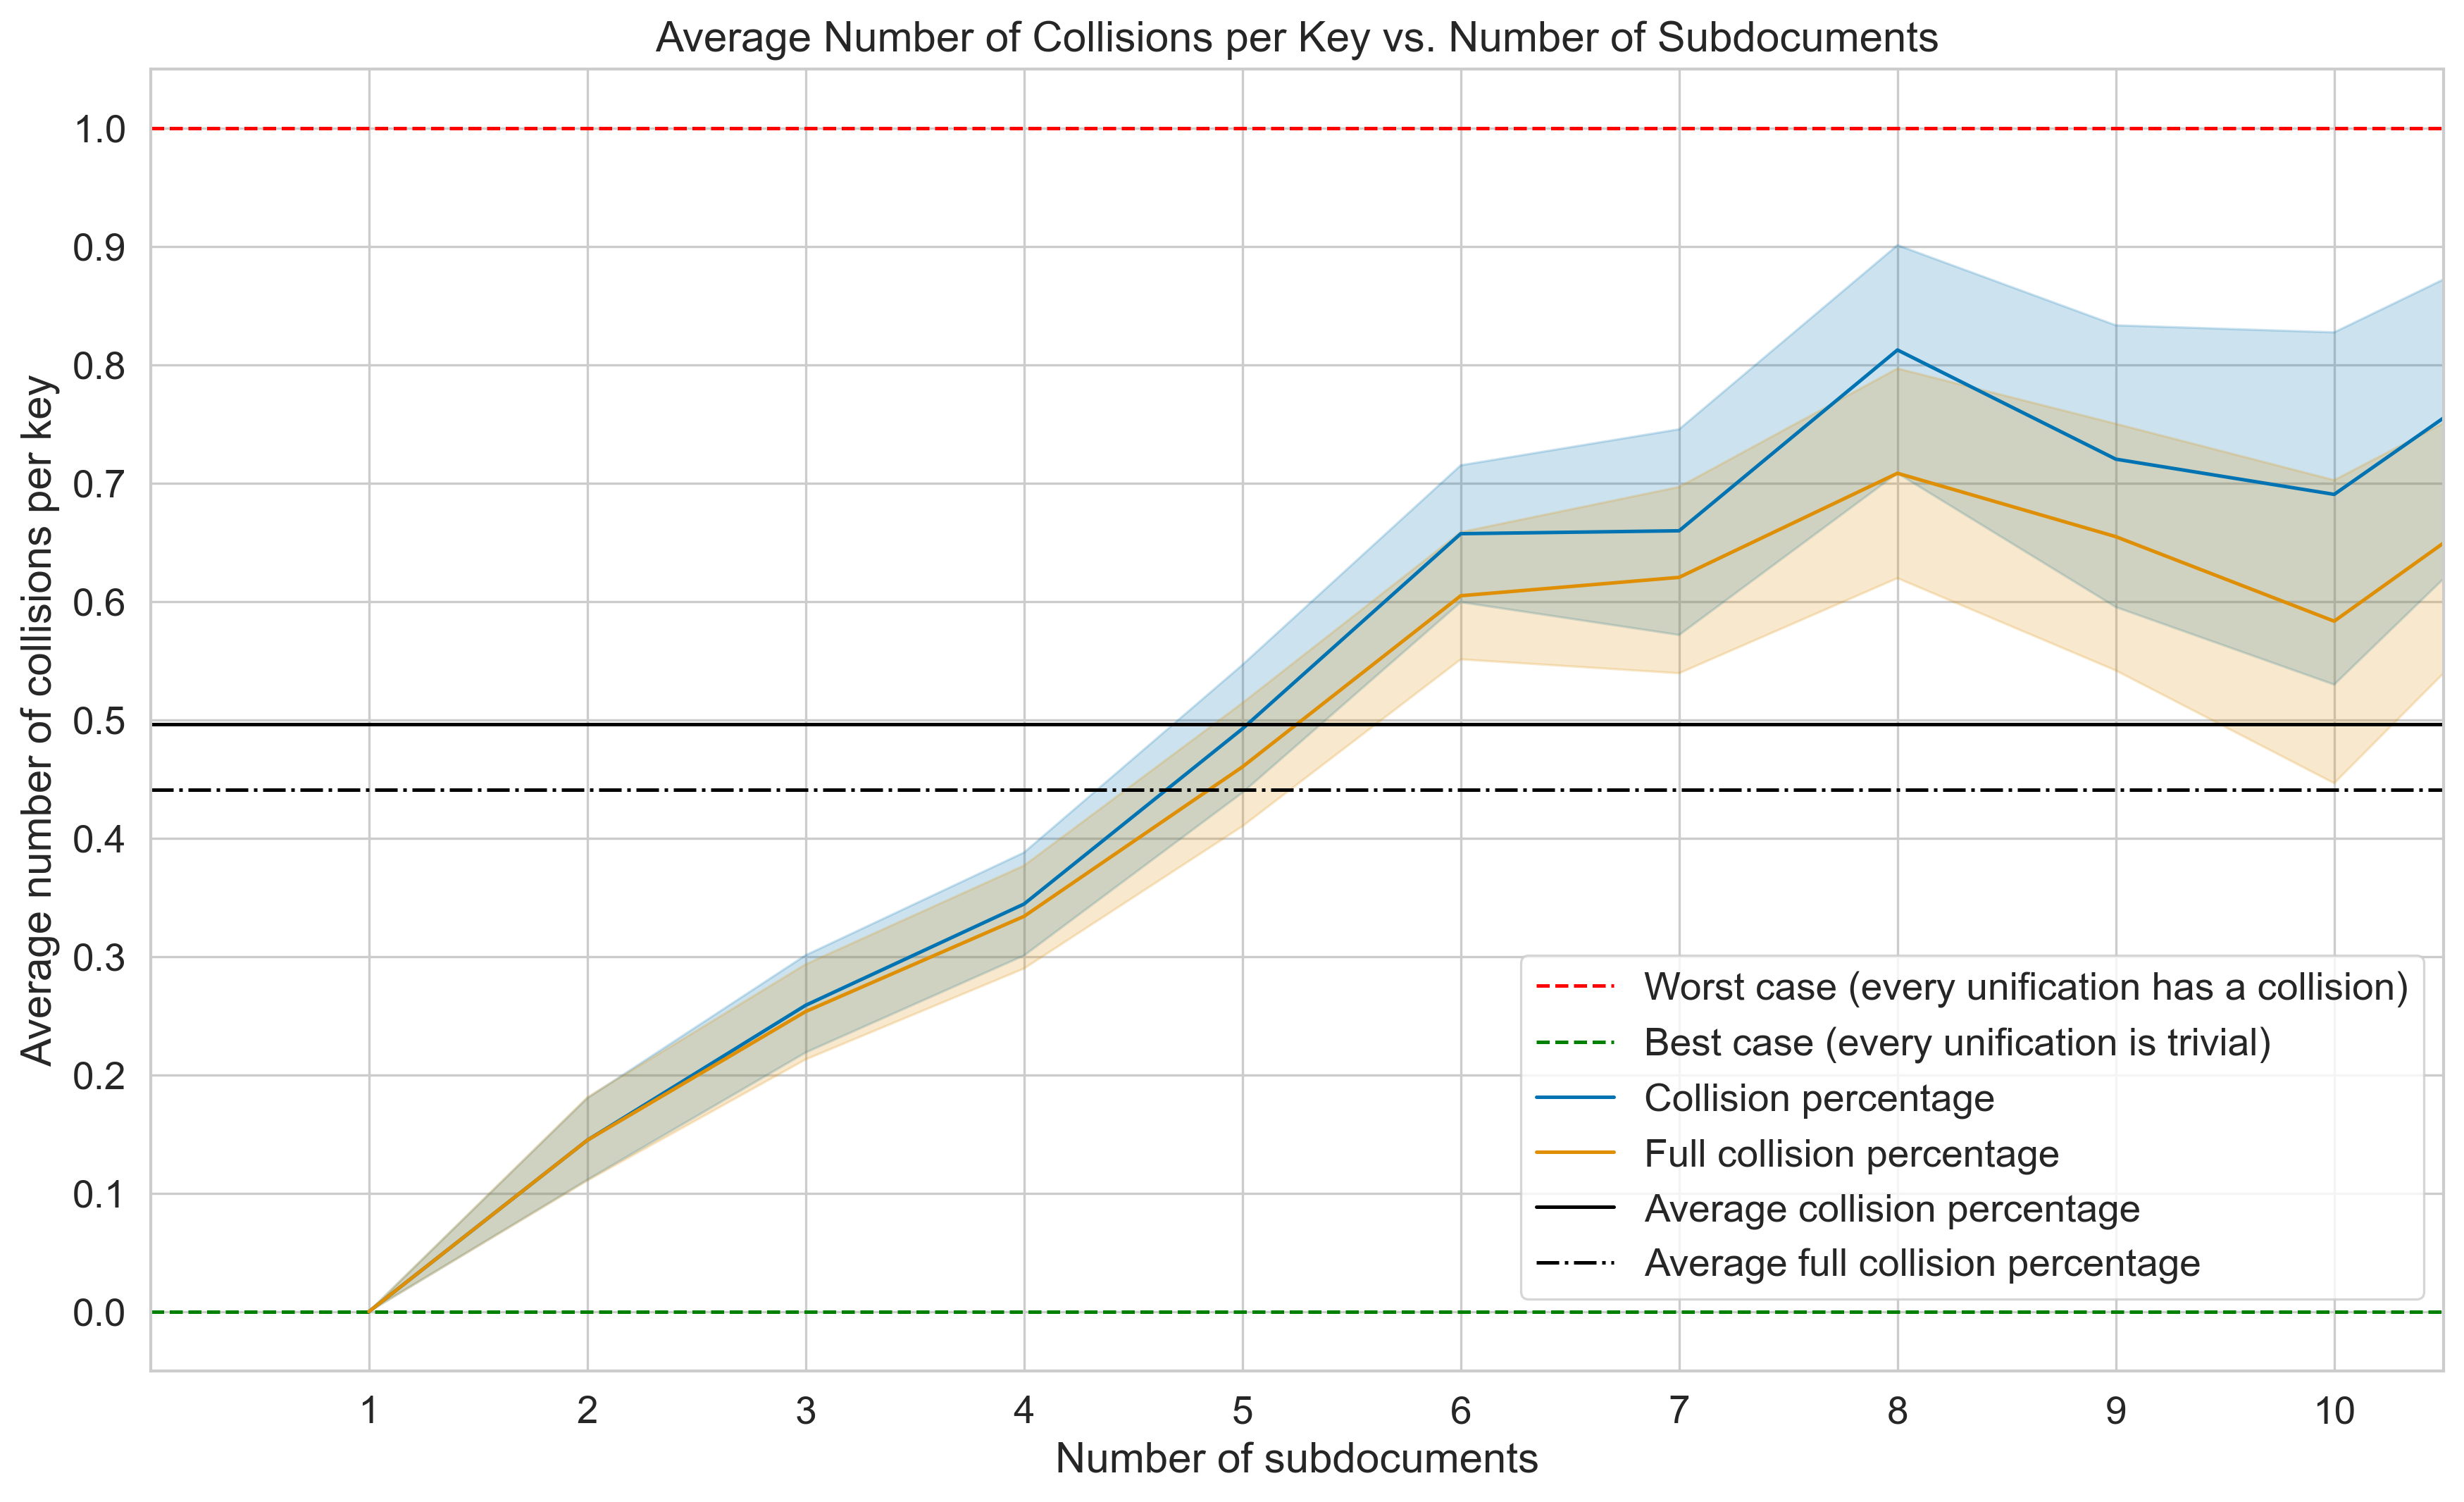 Average Number of Collisions per Key vs. Number of Subdocuments
Average number of collisions per key
1.0
0.9
0.8
0.7
0.6
0.5
0.4
0.3
0.2
0.1
0.0
Worst case (every unification has a collision)
Best case (every unification is trivial)
Collision percentage
Full collision percentage
Average collision percentage
Average full collision percentage
1 2 3 4 5 6 7 8 9 10
Number of subdocuments